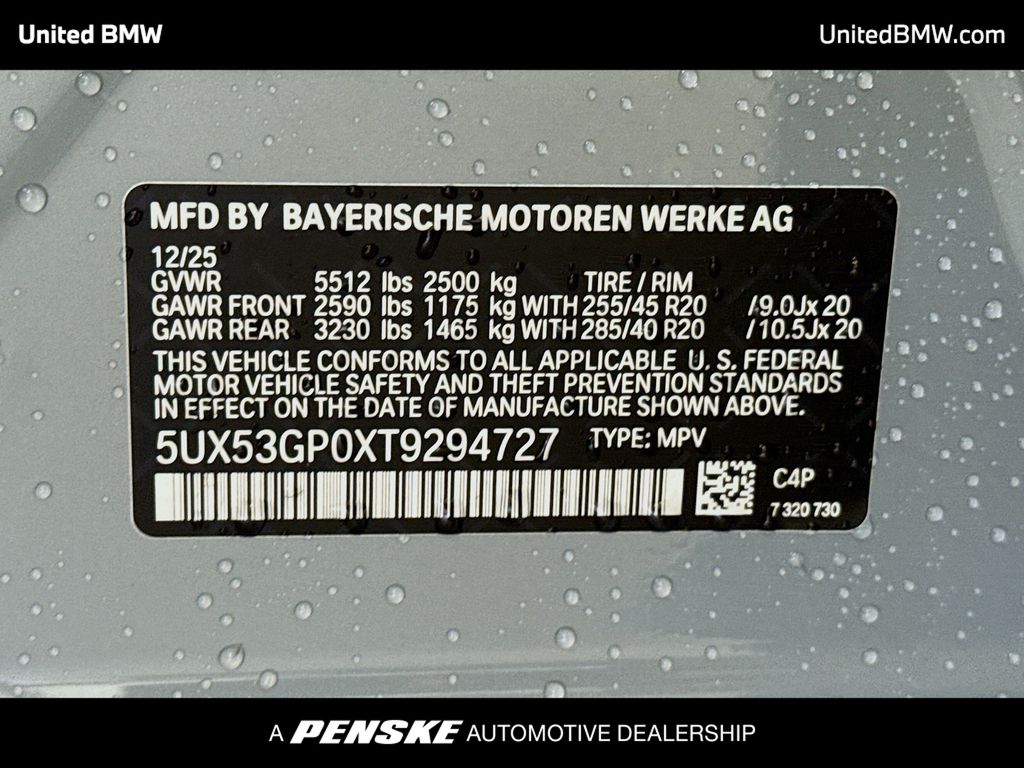 United BMW
UnitedBMW.com
MFD BY BAYERISCHE MOTOREN WERKE AG
12/25
GVWR 5512 lbs 2500 kg TIRE / RIM
GAWR FRONT 2590 lbs 1175 kg WITH 255/45 R20 /9.0Jx 20
GAWR REAR 3230 lbs 1465 kg WITH 285/40 R20 /10.5Jx 20
THIS VEHICLE CONFORMS TO ALL APPLICABLE U. S. FEDERAL
MOTOR VEHICLE SAFETY AND THEFT PREVENTION STANDARDS
IN EFFECT ON THE DATE OF MANUFACTURE SHOWN ABOVE.
5UX53GP0XT9294727 TYPE: MPV
C4P
7 320 730
A PENSKE AUTOMOTIVE DEALERSHIP